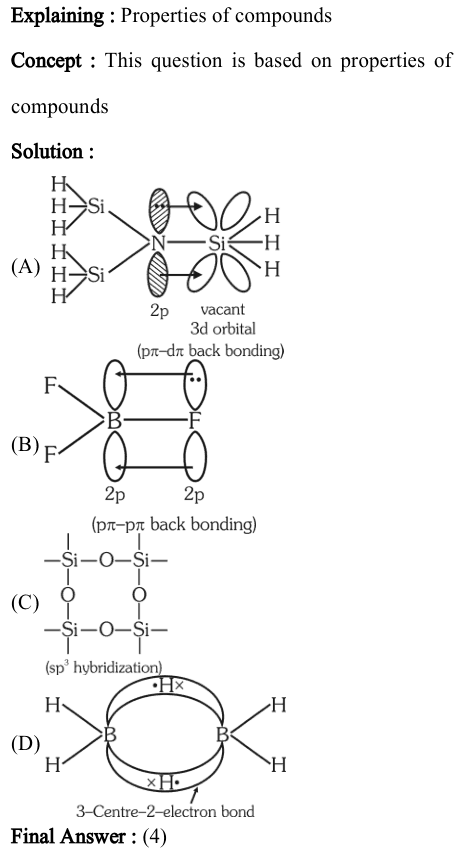 Explaining : Properties of compounds
Concept : This question is based on properties of
compounds
Solution :
(A)
H
H
H
Si
H
H
H
Si
N
Si
H
H
H
2p vacant
3d orbital
(pπ–dπ back bonding)
(B)
F
F
B
F
2p 2p
(pπ–pπ back bonding)
(C)
–Si–O–Si–
O O
–Si–O–Si–
(sp³ hybridization)
(D)
H
H
B
•H×
×H•
B
H
H
3–Centre–2–electron bond
Final Answer : (4)